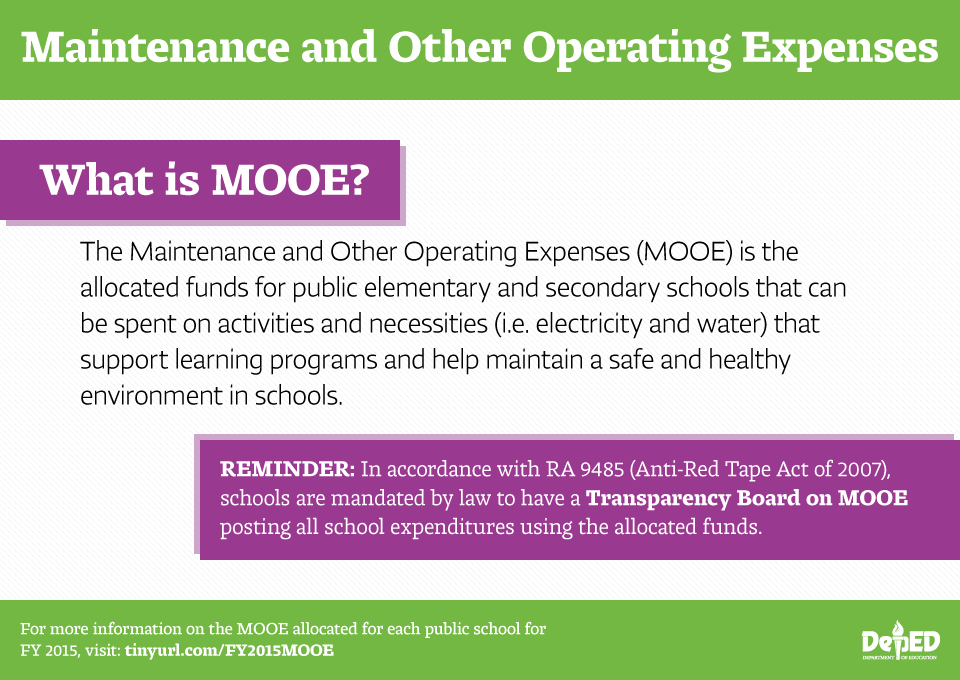 Maintenance and Other Operating Expenses
What is MOOE?
The Maintenance and Other Operating Expenses (MOOE) is the
allocated funds for public elementary and secondary schools that can
be spent on activities and necessities (i.e. electricity and water) that
support learning programs and help maintain a safe and healthy
environment in schools.
REMINDER: In accordance with RA 9485 (Anti-Red Tape Act of 2007),
schools are mandated by law to have a Transparency Board on MOOE
posting all school expenditures using the allocated funds.
For more information on the MOOE allocated for each public school for
FY 2015, visit: tinyurl.com/FY2015MOOE
DepED
DEPARTMENT OF EDUCATION